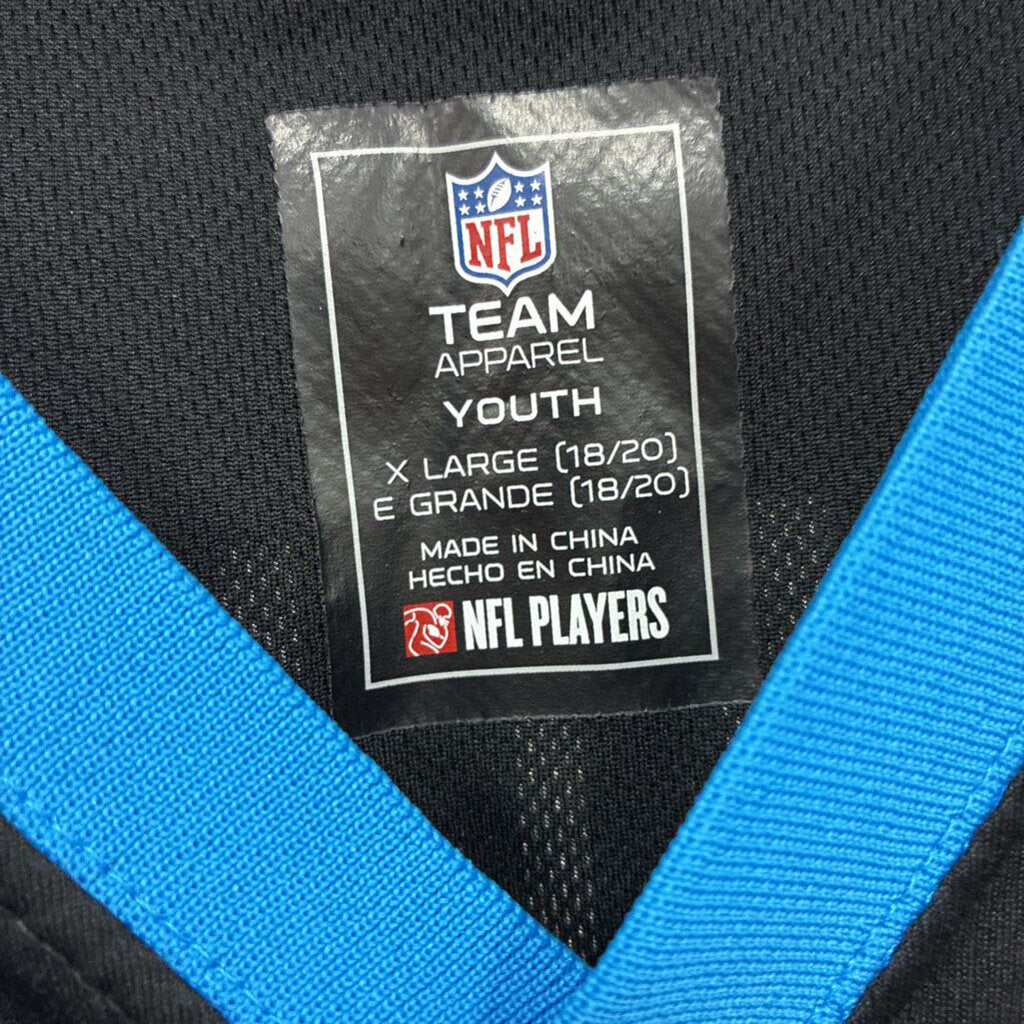 NFL
TEAM
APPAREL
YOUTH
X LARGE (18/20)
E GRANDE (18/20)
MADE IN CHINA
HECHO EN CHINA
NFL PLAYERS